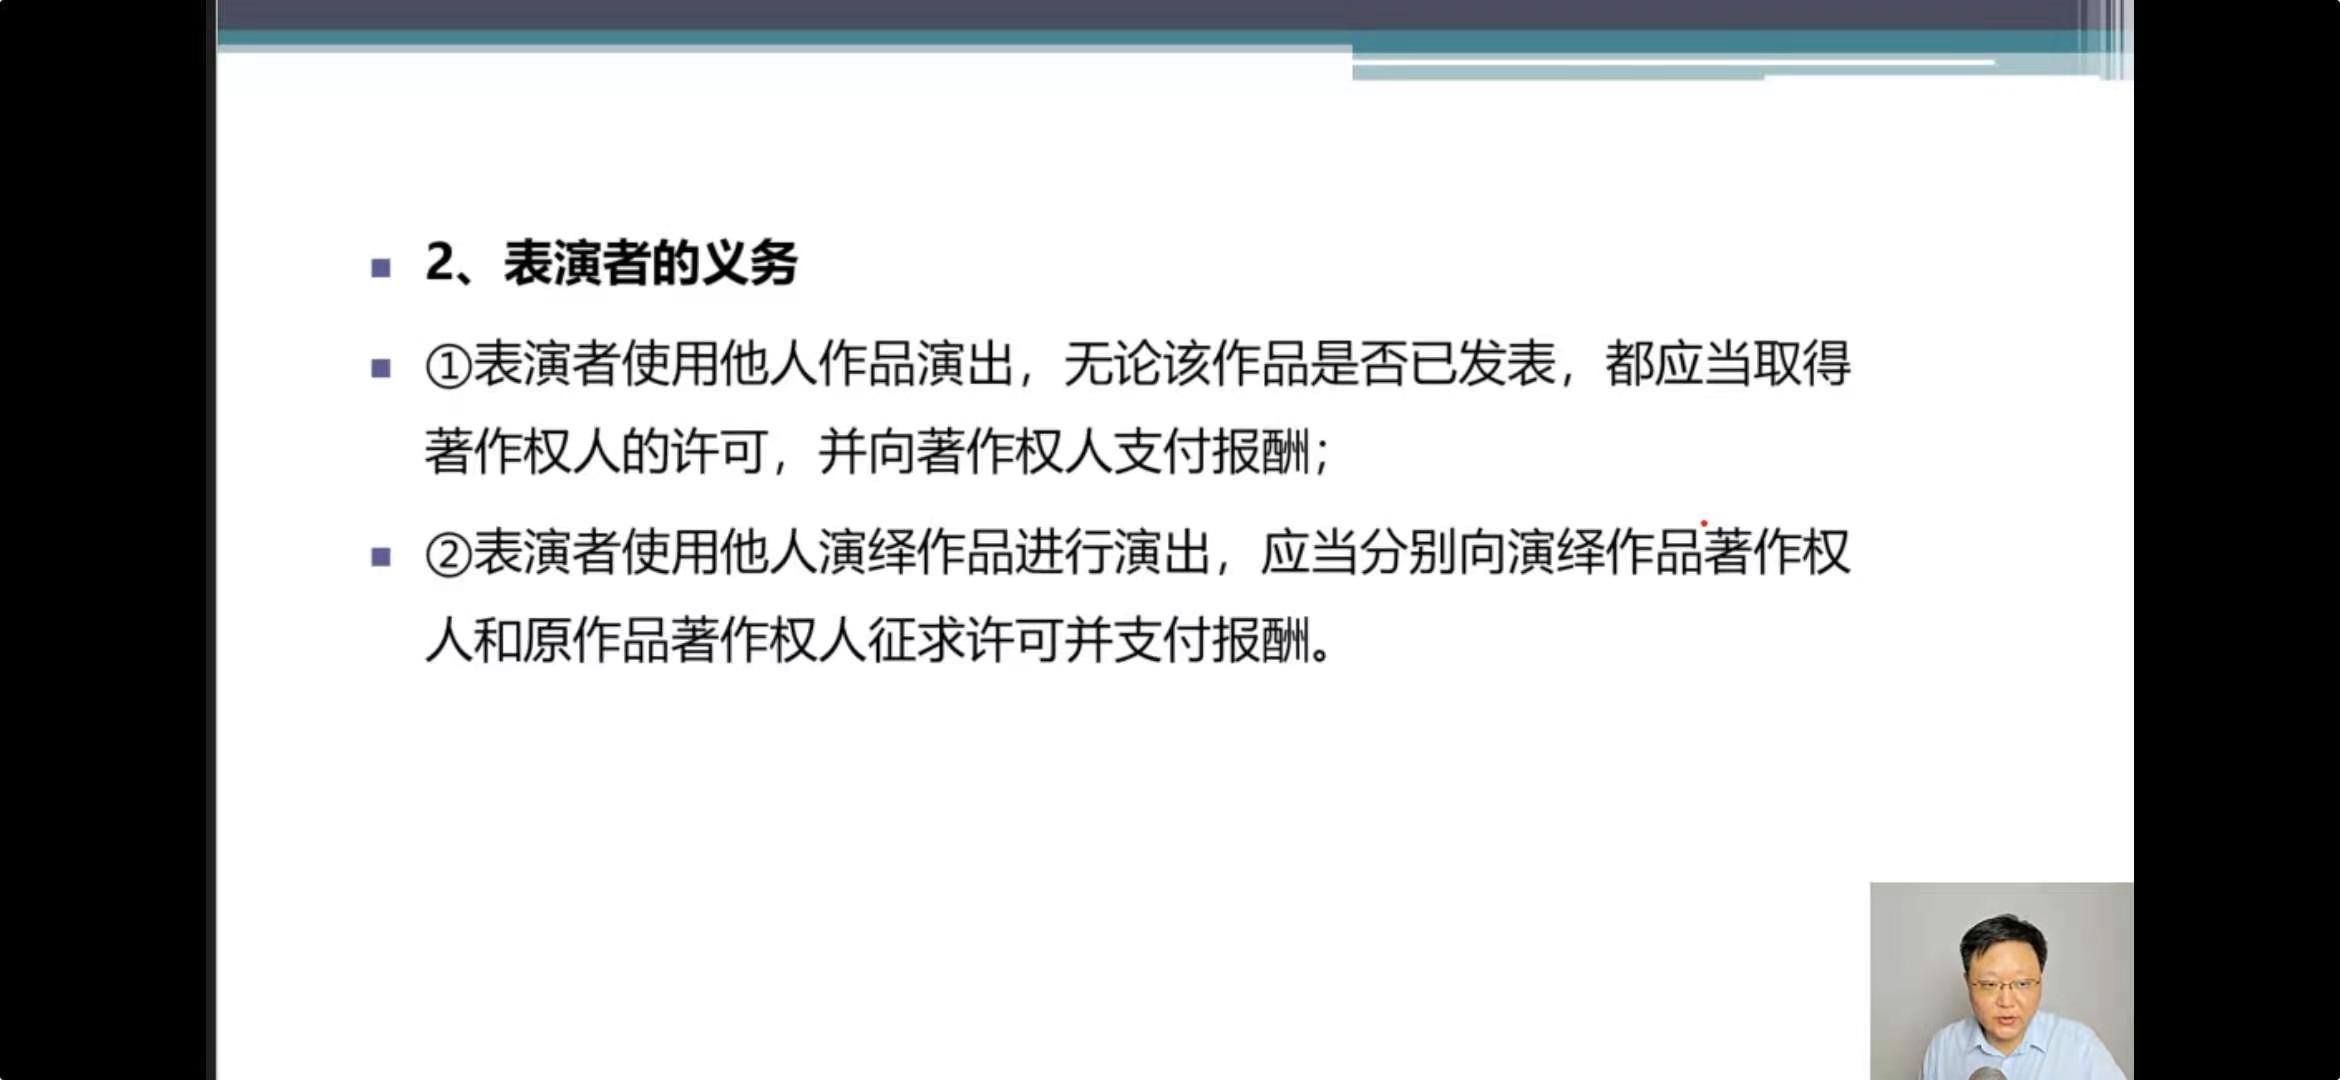 2、表演者的义务
①表演者使用他人作品演出，无论该作品是否已发表，都应当取得
著作权人的许可，并向著作权人支付报酬；
②表演者使用他人演绎作品进行演出，应当分别向演绎作品著作权
人和原作品著作权人征求许可并支付报酬。